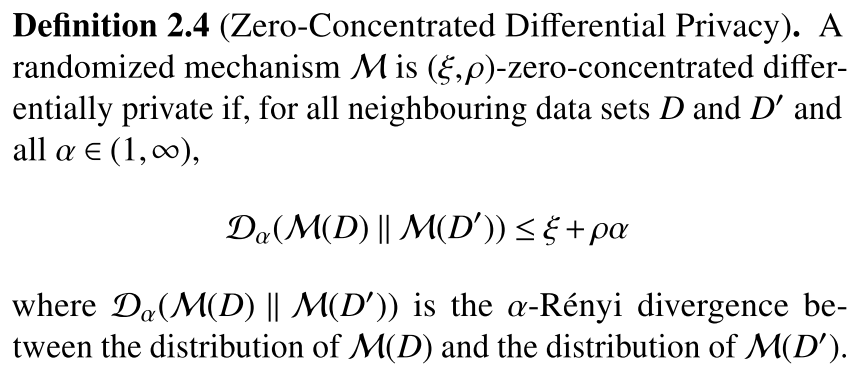 Definition 2.4 (Zero-Concentrated Differential Privacy). A
randomized mechanism ℳ is (ξ,ρ)-zero-concentrated differ-
entially private if, for all neighbouring data sets D and D′ and
all α ∈ (1,∞),
𝒟α(ℳ(D) ∥ ℳ(D′)) ≤ ξ + ρα
where 𝒟α(ℳ(D) ∥ ℳ(D′)) is the α-Rényi divergence be-
tween the distribution of ℳ(D) and the distribution of ℳ(D′).